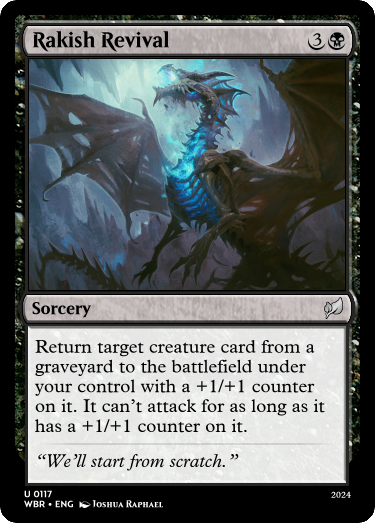 Rakish Revival 3
Sorcery
Return target creature card from a
graveyard to the battlefield under
your control with a +1/+1 counter
on it. It can't attack for as long as it
has a +1/+1 counter on it.
“We'll start from scratch.”
U 0117 2024
WBR • ENG Joshua Raphael